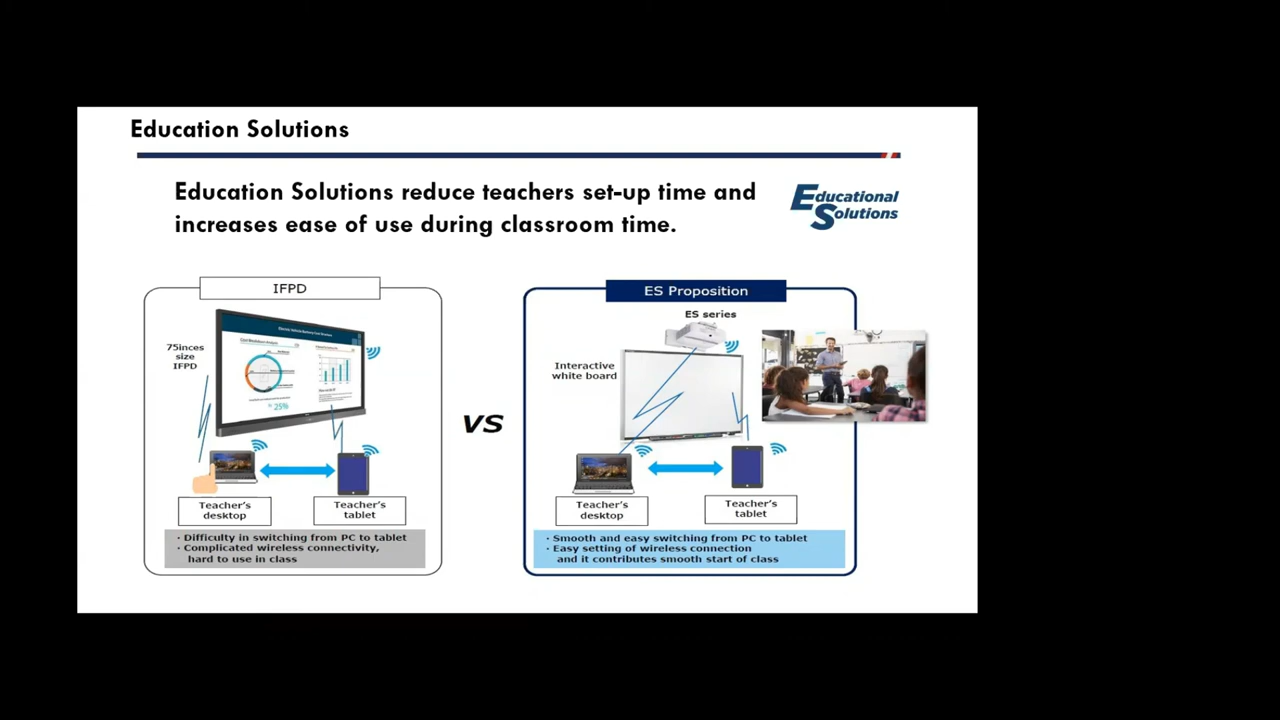 Education Solutions
Education Solutions reduce teachers set-up time and
increases ease of use during classroom time.
Educational
Solutions
IFPD
75inces
size
IFPD
25%
Teacher's
desktop
Teacher's
tablet
· Difficulty in switching from PC to tablet
· Complicated wireless connectivity,
hard to use in class
VS
ES Proposition
ES series
Interactive
white board
Teacher's
desktop
Teacher's
tablet
· Smooth and easy switching from PC to tablet
· Easy setting of wireless connection
and it contributes smooth start of class